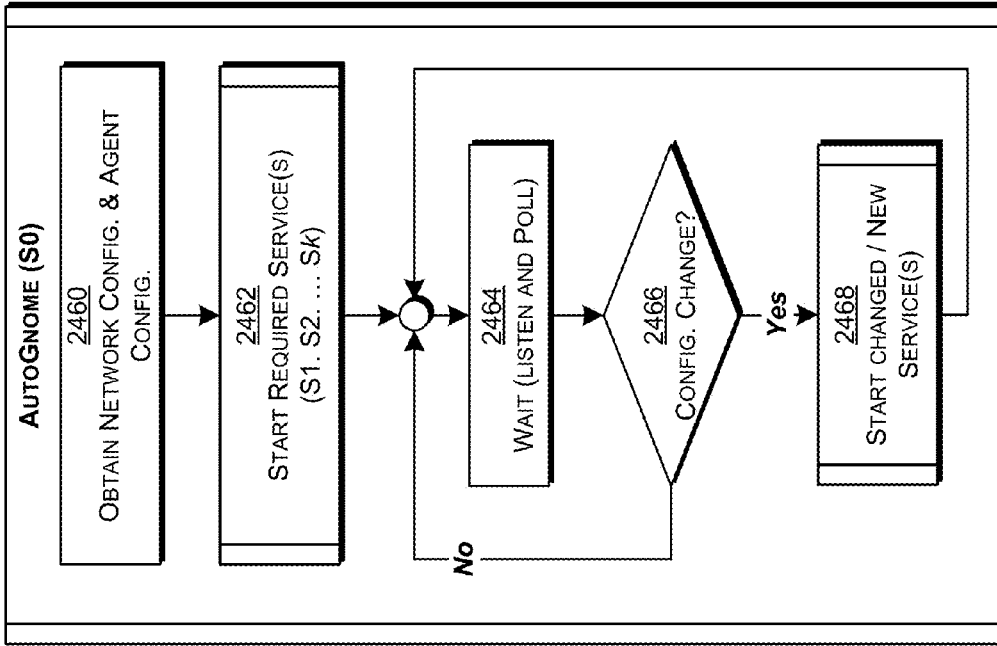 AUTOGNOME (S0)
2460
OBTAIN NETWORK CONFIG. & AGENT
CONFIG.
2462
START REQUIRED SERVICE(S)
(S1. S2. ... Sk)
2464
WAIT (LISTEN AND POLL)
2466
CONFIG. CHANGE?
No
Yes
2468
START CHANGED / NEW
SERVICE(S)